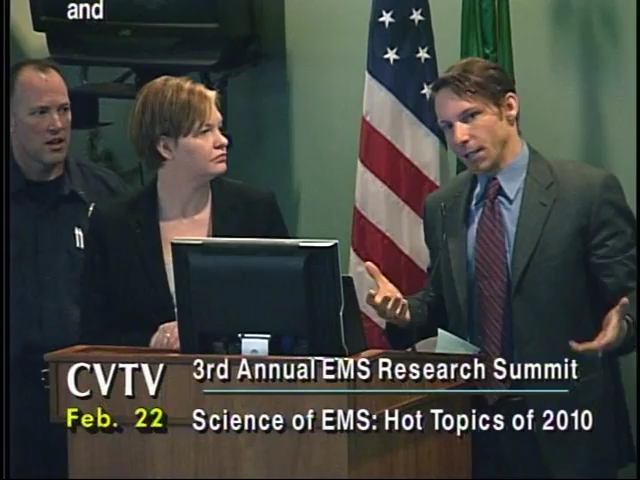 and
CVTV
3rd Annual EMS Research Summit
Feb. 22
Science of EMS: Hot Topics of 2010